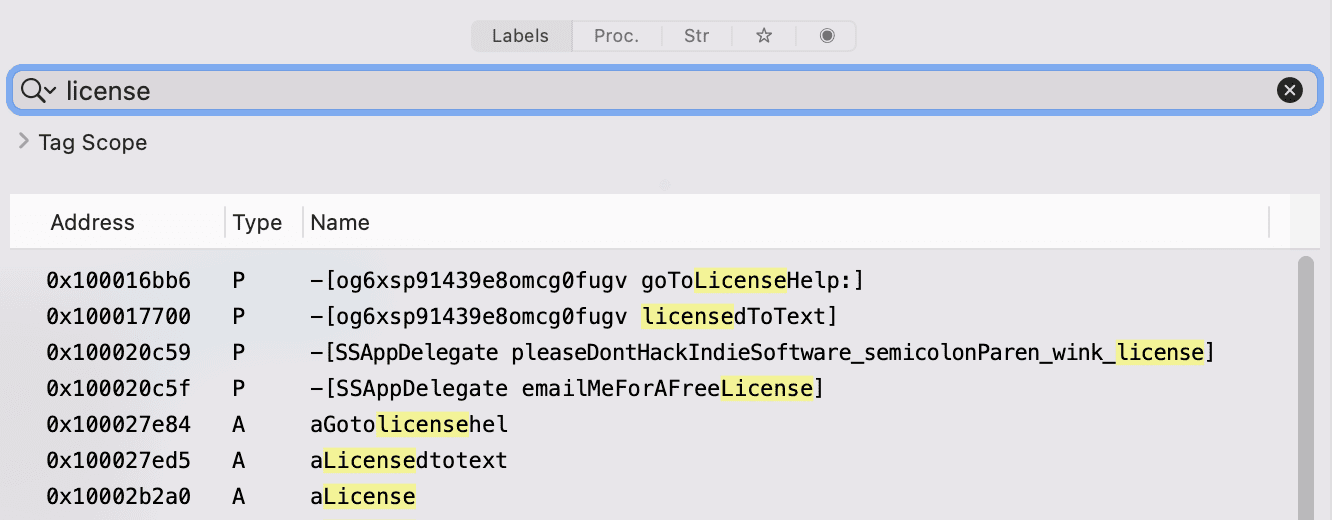 Labels Proc. Str
license
Tag Scope
Address Type Name
0x100016bb6 P -[og6xsp91439e8omcg0fugv goToLicenseHelp:]
0x100017700 P -[og6xsp91439e8omcg0fugv licensedToText]
0x100020c59 P -[SSAppDelegate pleaseDontHackIndieSoftware_semicolonParen_wink_license]
0x100020c5f P -[SSAppDelegate emailMeForAFreeLicense]
0x100027e84 A aGotolicensehel
0x100027ed5 A aLicensedtotext
0x10002b2a0 A aLicense